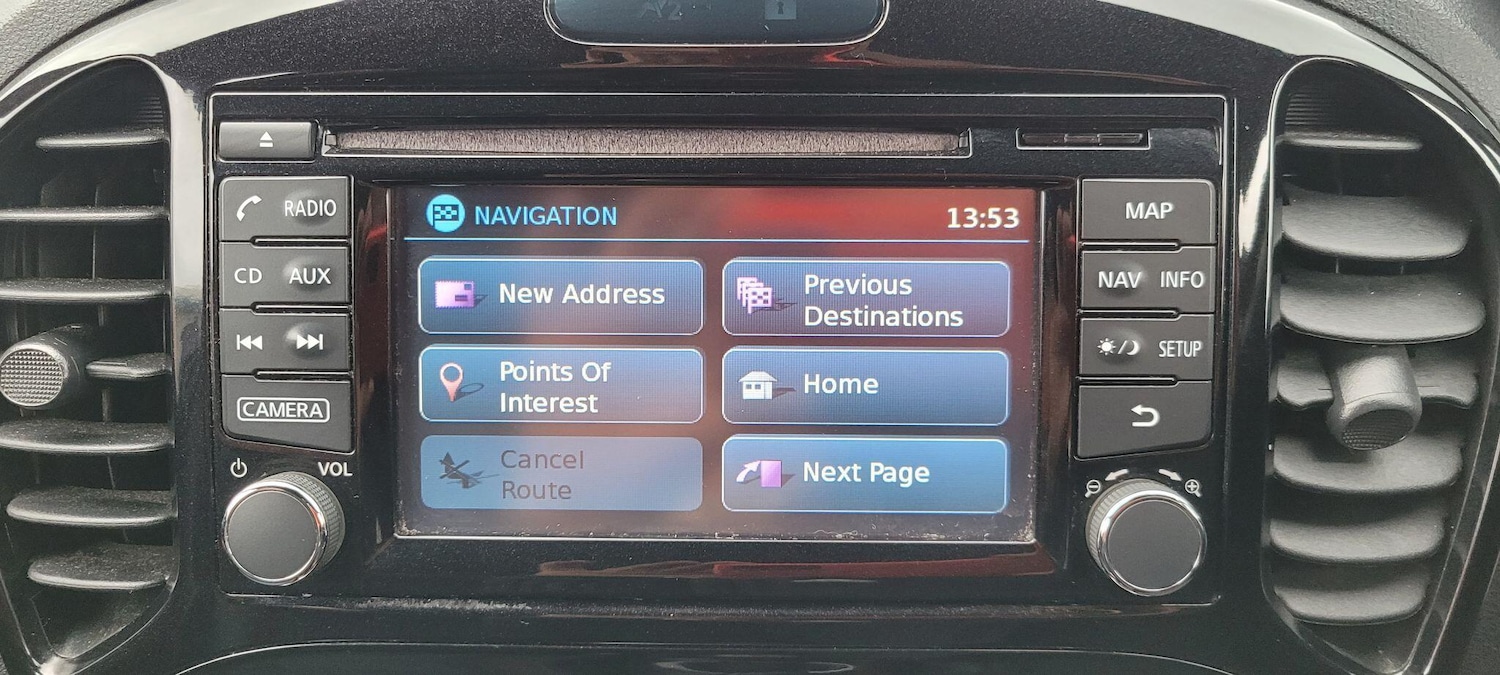 RADIO
CD AUX
CAMERA
VOL
NAVIGATION 13:53
New Address
Previous
Destinations
Points Of
Interest
Home
Cancel
Route
Next Page
MAP
NAV INFO
SETUP